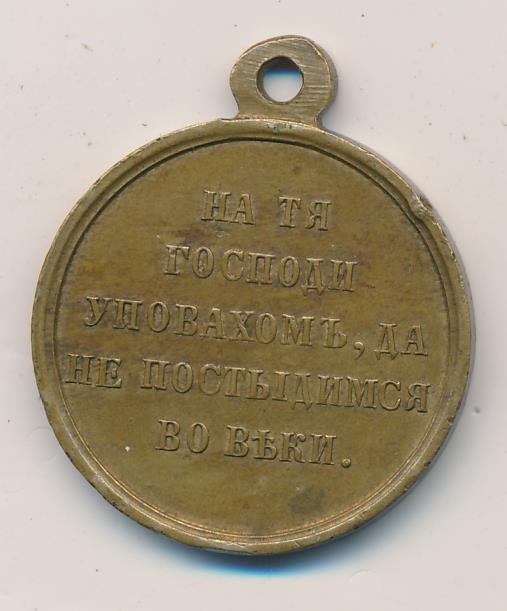 НА ТЯ
ГОСПОДИ
УПОВАХОМЪ, ДА
НЕ ПОСТЫДИМСЯ
ВО ВѢКИ.